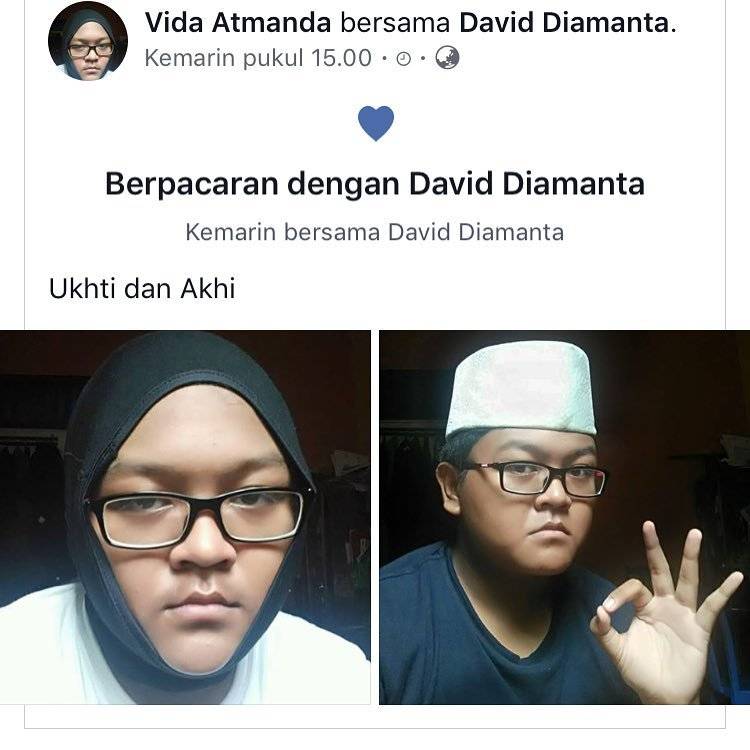 Vida Atmanda bersama David Diamanta.
Kemarin pukul 15.00
Berpacaran dengan David Diamanta
Kemarin bersama David Diamanta
Ukhti dan Akhi